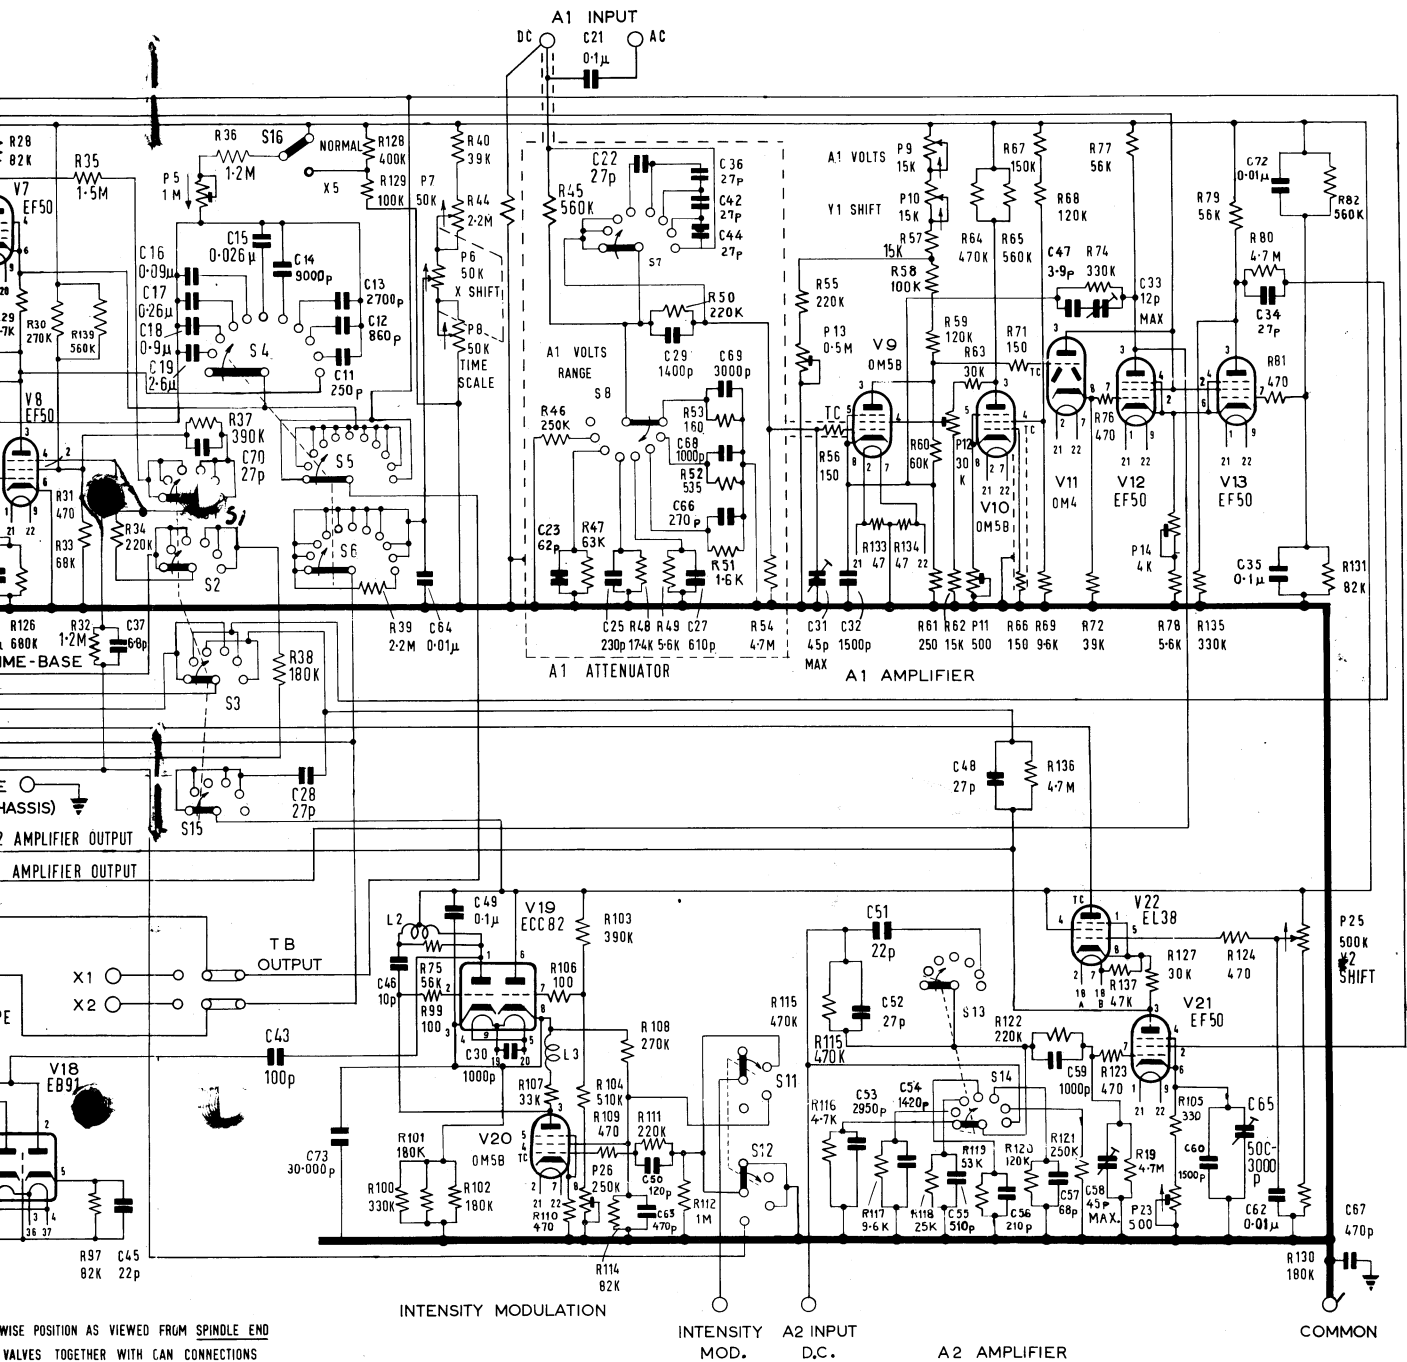 A1 INPUT
DC
C21
0·1µ
AC
R28
82K
R35
1·5M
V7
EF50
R36
1·2M
S16
NORMAL
X5
P5
1M
R128
400K
R129
100K
R40
39K
P7
50K
R44
2·2M
P6
50K
X SHIFT
P8
50K
TIME
SCALE
C15
0·026µ
C14
9000p
C16
0·09µ
C17
0·26µ
C18
0·9µ
C19
2·6µ
C13
2700p
C12
860p
C11
250p
S4
R30
270K
R139
560K
V8
EF50
R37
390K
C70
27p
S5
S6
S1
S2
R31
470
R33
68K
R34
220K
R126
680K
R32
1·2M
C37
6·8p
R38
180K
R39
2·2M
C64
0·01µ
S3
R45
560K
C22
27p
C36
27p
C42
27p
C44
27p
S7
R50
220K
C29
1400p
A1 VOLTS
RANGE
S8
R46
250K
C69
3000p
R53
160
C68
1000p
R52
535
C66
270p
R51
1·6K
C23
62p
R47
63K
C25
230p
R48
17·4K
R49
5·6K
C27
610p
R54
4·7M
A1 ATTENUATOR
A1 VOLTS
P9
15K
Y1 SHIFT
P10
15K
R57
15K
R58
100K
R55
220K
P13
0·5M
R59
120K
R63
30K
R67
150K
R64
470K
R65
560K
R68
120K
R77
56K
C47
3·9p
R74
330K
C33
12p
MAX
R71
150
V9
OM5B
TC
R56
150
R60
60K
P12
30
K
V10
OM5B
V11
OM4
R76
470
V12
EF50
V13
EF50
R79
56K
R80
4·7M
C34
27p
R81
470
C72
0·01µ
R82
560K
R133
47
R134
47
P14
4K
C35
0·1µ
R131
82K
C31
45p
MAX
C32
1500p
R61
250
R62
15K
P11
500
R66
150
R69
9·6K
R72
39K
R78
5·6K
R135
330K
A1 AMPLIFIER
C48
27p
R136
4·7M
S15
C28
27p
2 AMPLIFIER OUTPUT
AMPLIFIER OUTPUT
X1
X2
TB
OUTPUT
C43
100p
V18
EB91
R97
82K
C45
22p
L2
C49
0·1µ
V19
ECC82
R103
390K
R75
56K
R99
100
C46
10p
R106
100
C30
1000p
L3
R107
33K
R108
270K
R104
510K
R109
470
R111
220K
C50
120p
V20
OM5B
R101
180K
R100
330K
R102
180K
C73
30·000p
R110
470
P26
250K
C63
470p
R114
82K
R112
1M
INTENSITY MODULATION
S11
S12
R115
470K
C51
22p
C52
27p
R115
470K
S13
S14
R116
4·7K
C53
2950p
C54
1420p
R117
9·6K
R118
25K
C55
510p
R119
53K
C56
210p
R120
120K
R121
250K
C57
68p
R122
220K
C59
1000p
R123
470
C58
45p
MAX.
R19
4·7M
P23
500
V22
EL38
R127
30K
R137
47K
V21
EF50
R124
470
P25
500K
SHIFT
R105
330
C60
1500p
C65
3000
p
C62
0·01µ
R130
180K
C67
470p
COMMON
INTENSITY
MOD.
A2 INPUT
D.C.
A2 AMPLIFIER
WISE POSITION AS VIEWED FROM SPINDLE END
VALVES TOGETHER WITH CAN CONNECTIONS